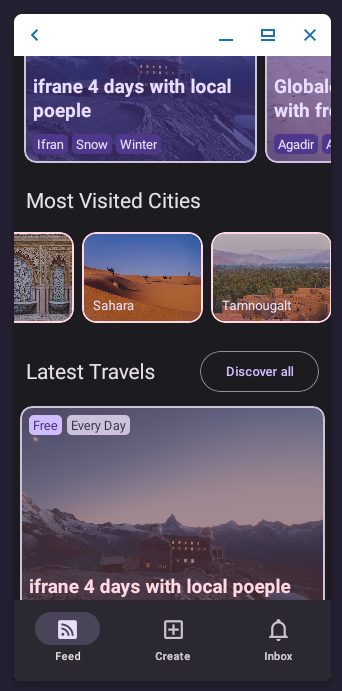 ifrane 4 days with local
poeple
Ifran Snow Winter
Global
with fr
Agadir A
Most Visited Cities
Sahara
Tamnougalt
Latest Travels
Discover all
Free Every Day
ifrane 4 days with local poeple
Feed
Create
Inbox